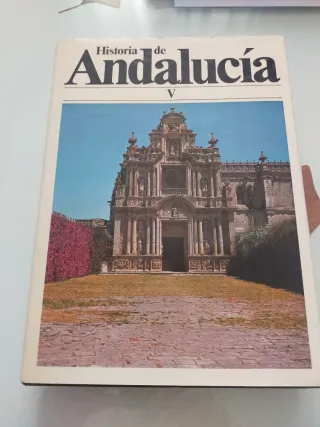 Historia de
Andalucía
V